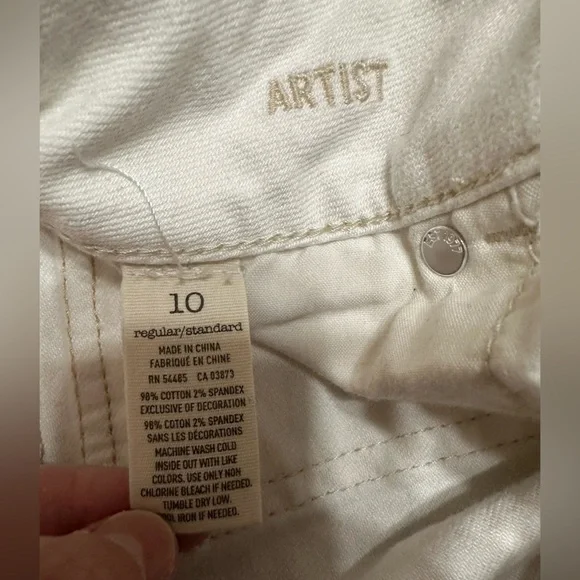 ARTIST
10
regular/standard
MADE IN CHINA
FABRIQUÉ EN CHINE
RN 54485 CA 03873
98% COTTON 2% SPANDEX
EXCLUSIVE OF DECORATION
98% COTTON 2% SPANDEX
SANS LES DÉCORATIONS
MACHINE WASH COLD
INSIDE OUT WITH LIKE
COLORS. USE ONLY NON
CHLORINE BLEACH IF NEEDED.
TUMBLE DRY LOW.
IRON IF NEEDED.